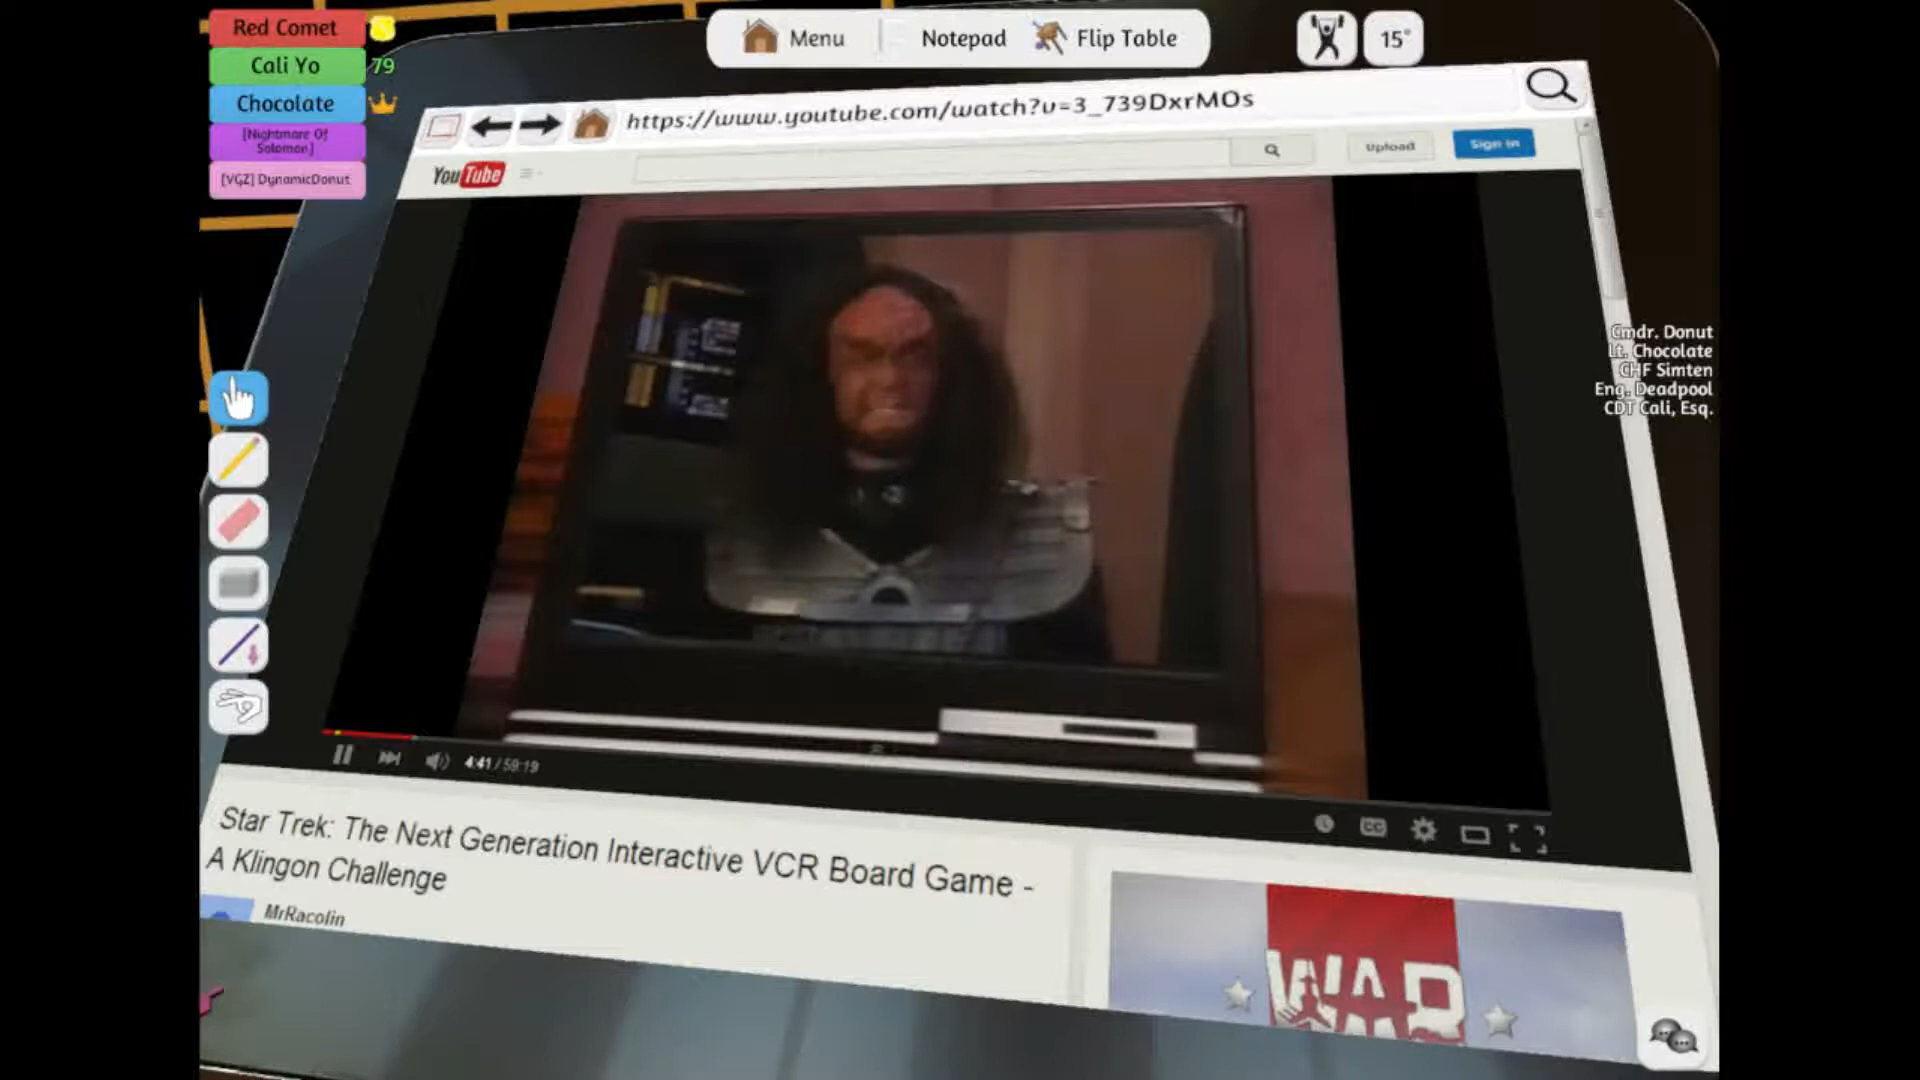 Red Comet
Cali Yo
79
Chocolate
[Nightmare Of
Solomon]
[VGZ] DynamicDonut
Menu
Notepad
Flip Table
15°
https://www.youtube.com/watch?v=3_739DxrMOs
YouTube
Upload
Sign in
Cmdr. Donut
Lt. Chocolate
CHF Simten
Eng. Deadpool
CDT Cali, Esq.
4:41 / 59:19
CC
Star Trek: The Next Generation Interactive VCR Board Game -
A Klingon Challenge
MrRacolin
WAR